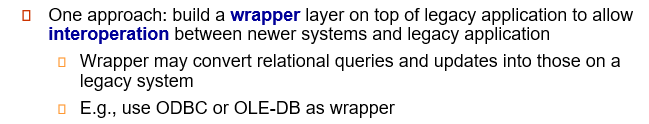 One approach: build a wrapper layer on top of legacy application to allow
interoperation between newer systems and legacy application
Wrapper may convert relational queries and updates into those on a
legacy system
E.g., use ODBC or OLE-DB as wrapper